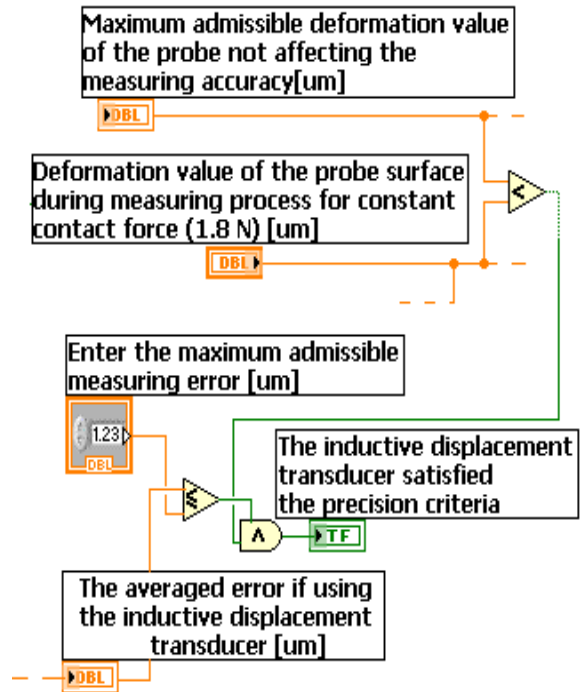 Maximum admissible deformation value
of the probe not affecting the
measuring accuracy[um]
DBL
Deformation value of the probe surface
during measuring process for constant
contact force (1.8 N) [um]
<
DBL
Enter the maximum admissible
measuring error [um]
1.23
DBL
The inductive displacement
transducer satisfied
the precision criteria
≤
∧
TF
The averaged error if using
the inductive displacement
transducer [um]
DBL